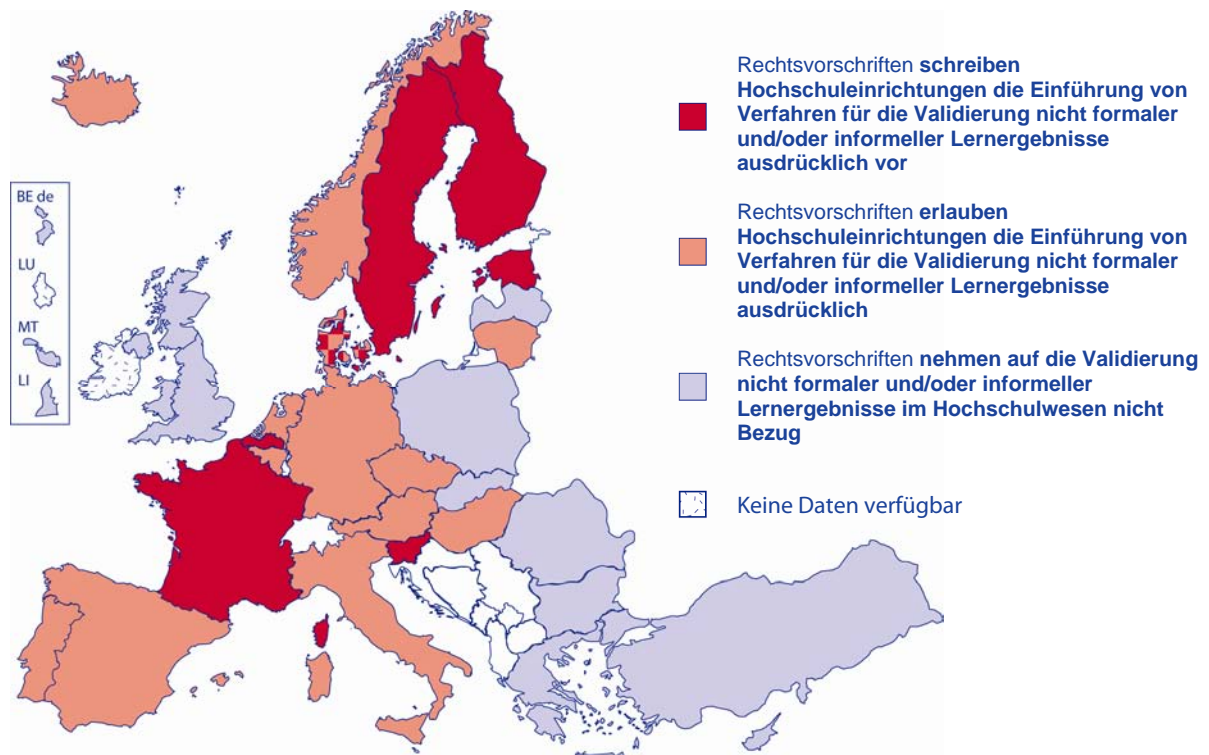 BE de
LU
MT
LI
Rechtsvorschriften schreiben
Hochschuleinrichtungen die Einführung von
Verfahren für die Validierung nicht formaler
und/oder informeller Lernergebnisse
ausdrücklich vor
Rechtsvorschriften erlauben
Hochschuleinrichtungen die Einführung von
Verfahren für die Validierung nicht formaler
und/oder informeller Lernergebnisse
ausdrücklich
Rechtsvorschriften nehmen auf die Validierung
nicht formaler und/oder informeller
Lernergebnisse im Hochschulwesen nicht
Bezug
Keine Daten verfügbar